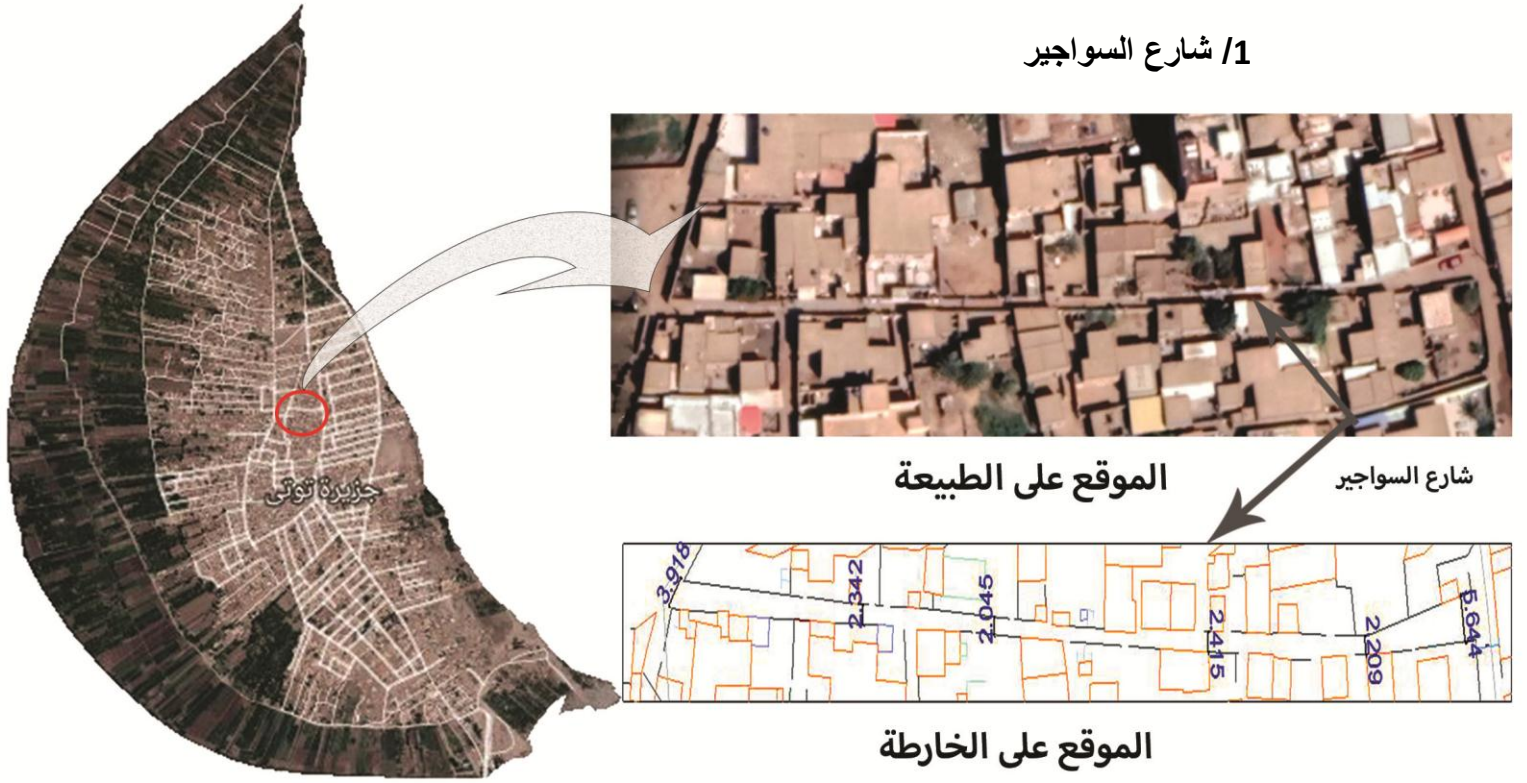 1/ شارع السواجير
جزيرة توتي
الموقع على الطبيعة
شارع السواجير
3.918
2.342
2.045
2.415
2.209
5.644
الموقع على الخارطة